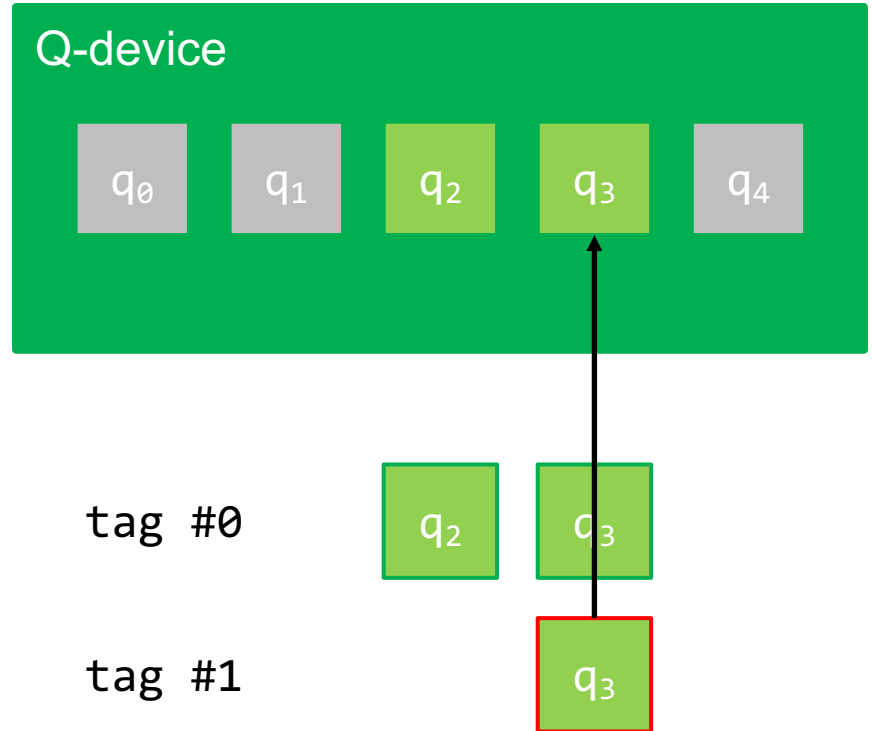 Q-device
q₀ q₁ q₂ q₃ q₄
tag #0 q₂ q₃
tag #1 q₃